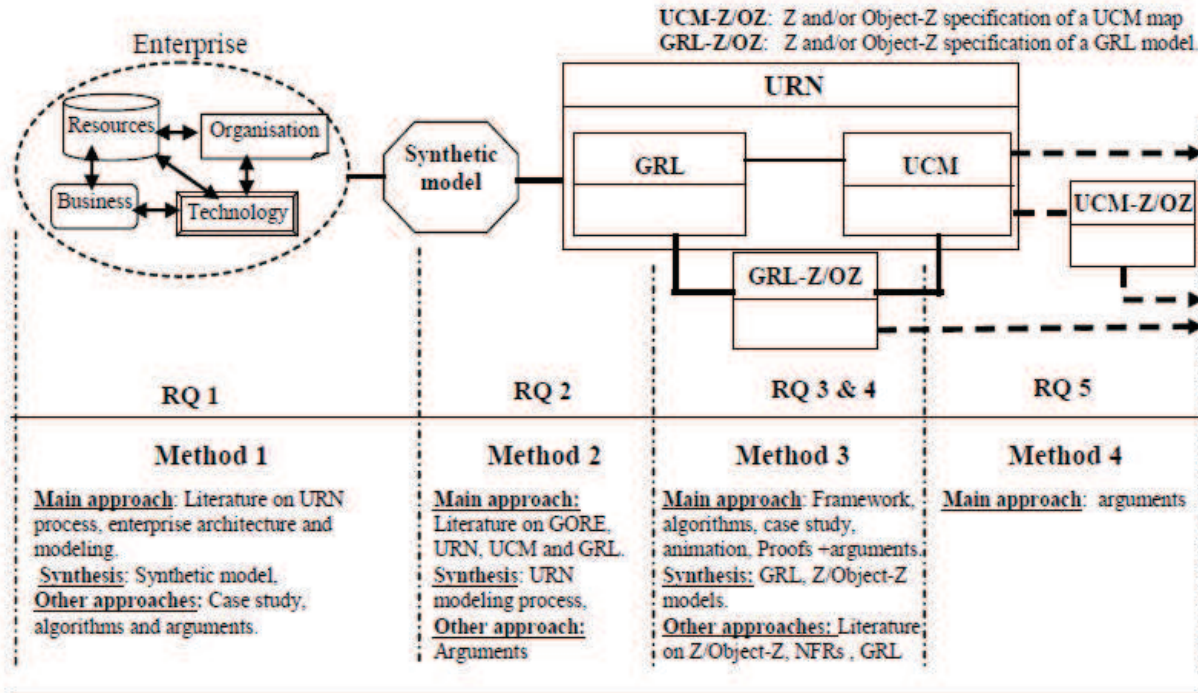 UCM-Z/OZ: Z and/or Object-Z specification of a UCM map
GRL-Z/OZ: Z and/or Object-Z specification of a GRL model.
Enterprise
Resources
Organisation
Business
Technology
Synthetic
model
URN
GRL
UCM
UCM-Z/OZ
GRL-Z/OZ
RQ 1
RQ 2
RQ 3 & 4
RQ 5
Method 1
Main approach: Literature on URN
process, enterprise architecture and
modeling.
Synthesis: Synthetic model,
Other approaches: Case study,
algorithms and arguments.
Method 2
Main approach:
Literature on GORE,
URN, UCM and GRL.
Synthesis: URN
modeling process,
Other approach:
Arguments
Method 3
Main approach: Framework,
algorithms, case study,
animation, Proofs +arguments.
Synthesis: GRL, Z/Object-Z
models.
Other approaches: Literature
on Z/Object-Z, NFRs , GRL
Method 4
Main approach: arguments